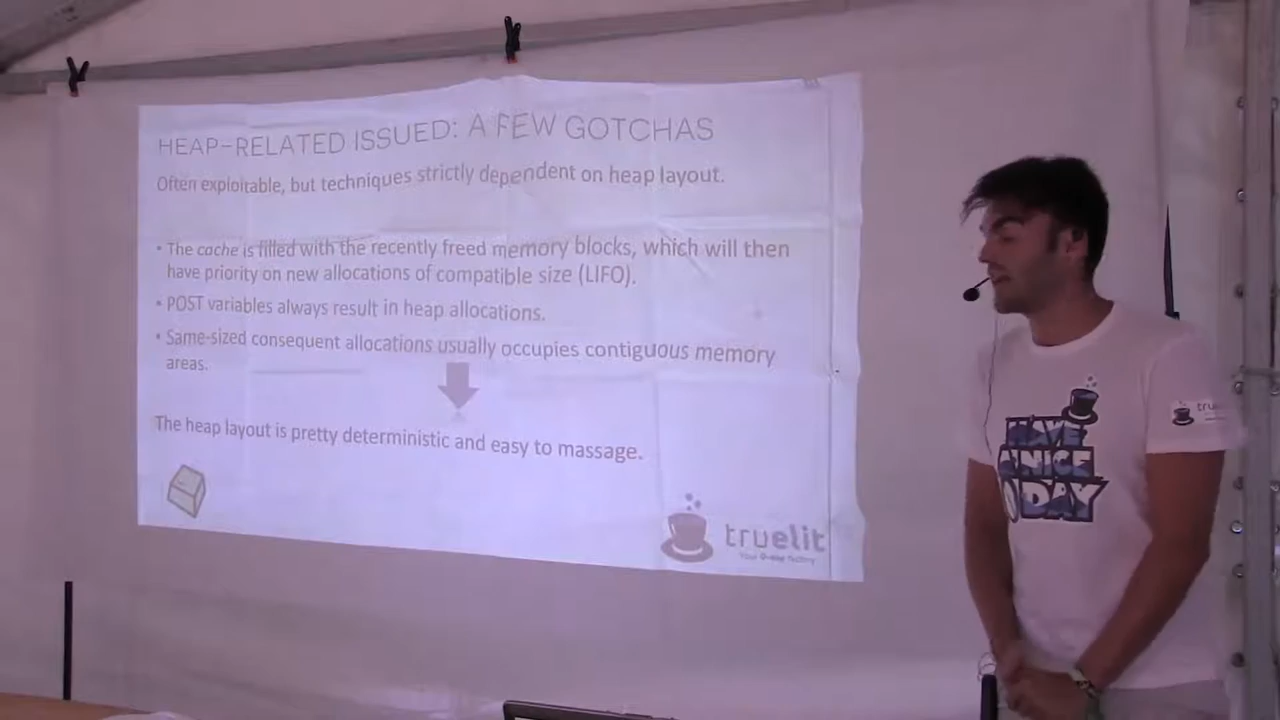 HEAP-RELATED ISSUED: A FEW GOTCHAS
Often exploitable, but techniques strictly dependent on heap layout.
• The cache is filled with the recently freed memory blocks, which will then
have priority on new allocations of compatible size (LIFO).
• POST variables always result in heap allocations.
• Same-sized consequent allocations usually occupies contiguous memory
areas.
The heap layout is pretty deterministic and easy to massage.
truelit
HAVE
A NICE
0DAY